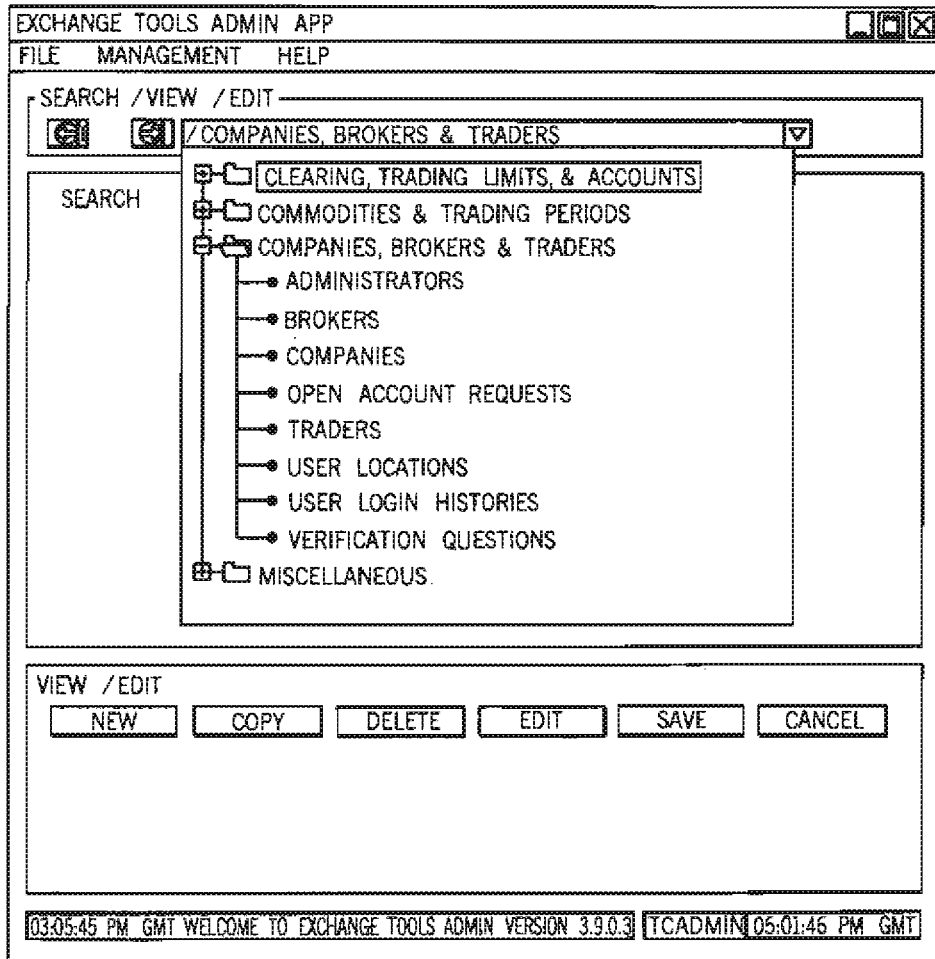 EXCHANGE TOOLS ADMIN APP
FILE MANAGEMENT HELP
SEARCH / VIEW / EDIT
/ COMPANIES, BROKERS & TRADERS
SEARCH
CLEARING, TRADING LIMITS, & ACCOUNTS
COMMODITIES & TRADING PERIODS
COMPANIES, BROKERS & TRADERS
ADMINISTRATORS
BROKERS
COMPANIES
OPEN ACCOUNT REQUESTS
TRADERS
USER LOCATIONS
USER LOGIN HISTORIES
VERIFICATION QUESTIONS
MISCELLANEOUS
VIEW / EDIT
NEW COPY DELETE EDIT SAVE CANCEL
03:05:45 PM GMT WELCOME TO EXCHANGE TOOLS ADMIN VERSION 3.9.0.3 TCADMIN 05:01:46 PM GMT